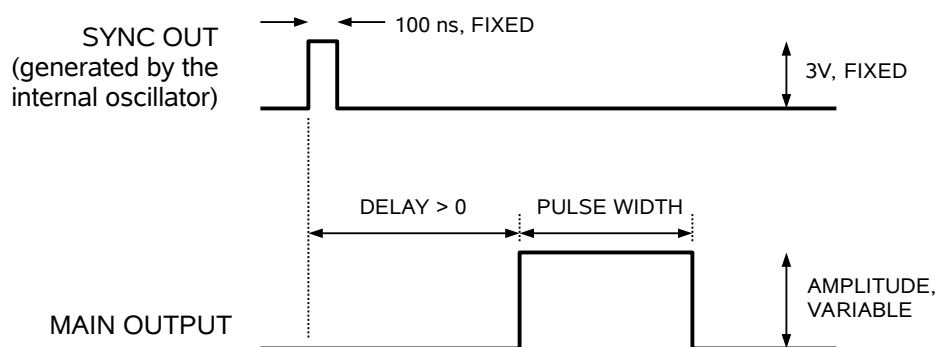 100 ns, FIXED
SYNC OUT
(generated by the
internal oscillator)
3V, FIXED
DELAY > 0
PULSE WIDTH
AMPLITUDE,
VARIABLE
MAIN OUTPUT